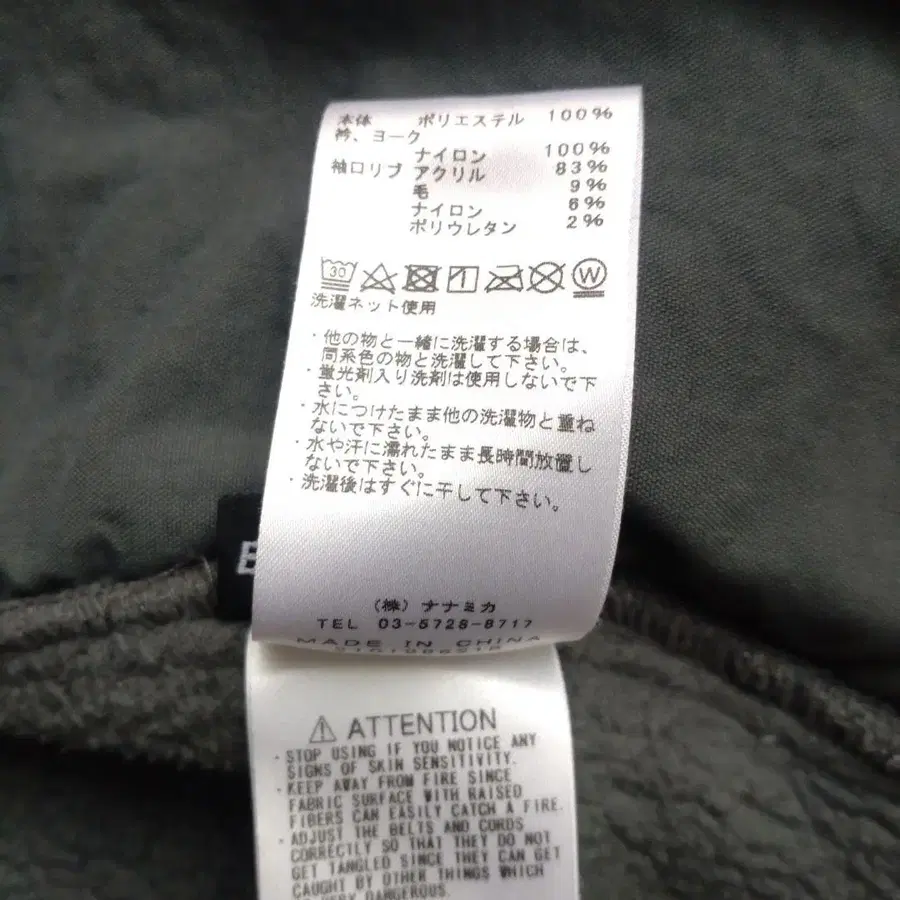 本体 ポリエステル 100%
衿、ヨーク
ナイロン 100%
袖口リブ アクリル 83%
毛 9%
ナイロン 6%
ポリウレタン 2%
30
W
洗濯ネット使用
・他の物と一緒に洗濯する場合は、
同系色の物と洗濯して下さい。
・蛍光剤入り洗剤は使用しないで下
さい。
・水につけたまま他の洗濯物と重ね
ないで下さい。
・水や汗に濡れたまま長時間放置し
ないで下さい。
・洗濯後はすぐに干して下さい。
E
(株) ナナミカ
TEL 03-5728-8717
MADE IN CHINA
⚠ ATTENTION
・STOP USING IF YOU NOTICE ANY
SIGNS OF SKIN SENSITIVITY.
・KEEP AWAY FROM FIRE SINCE
FABRIC SURFACE WITH RAISED
FIBERS CAN EASILY CATCH A FIRE.
・ADJUST THE BELTS AND CORDS
CORRECTLY SO THAT THEY DO NOT
GET TANGLED SINCE THEY CAN GET
CAUGHT BY OTHER THINGS WHICH
VERY DANGEROUS.